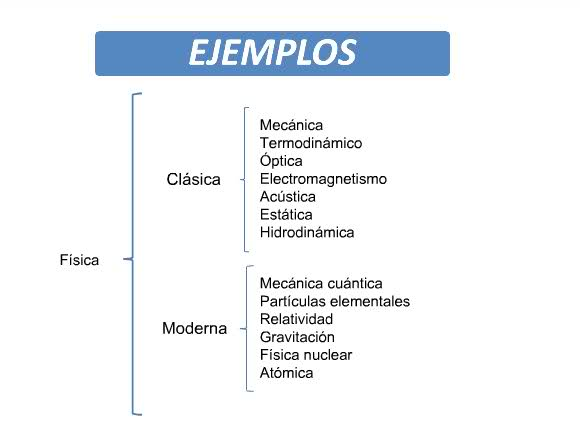 EJEMPLOS
Física
Clásica
Mecánica
Termodinámico
Óptica
Electromagnetismo
Acústica
Estática
Hidrodinámica
Moderna
Mecánica cuántica
Partículas elementales
Relatividad
Gravitación
Física nuclear
Atómica